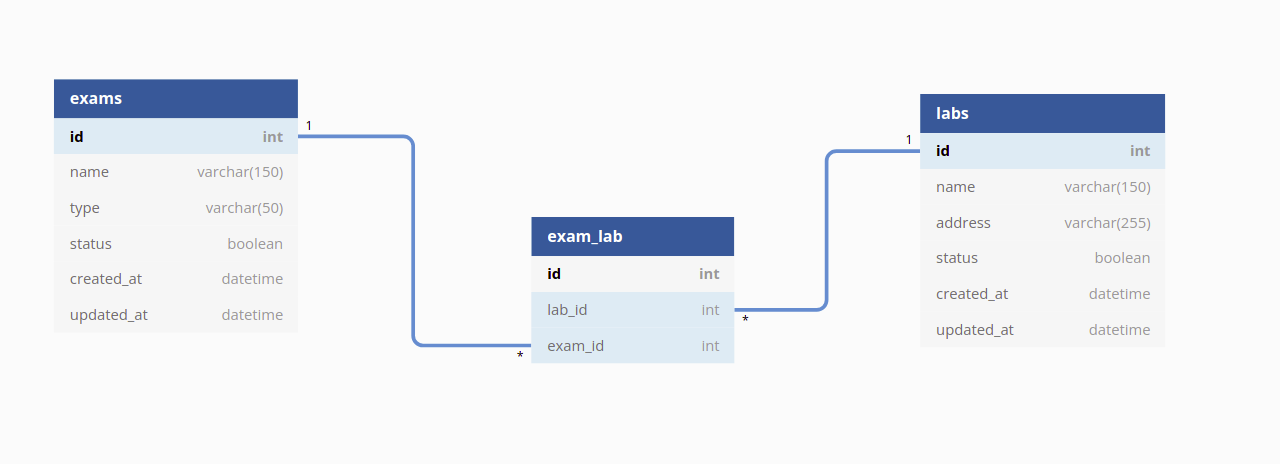 exams
id int
name varchar(150)
type varchar(50)
status boolean
created_at datetime
updated_at datetime
1
*
exam_lab
id int
lab_id int
exam_id int
*
1
labs
id int
name varchar(150)
address varchar(255)
status boolean
created_at datetime
updated_at datetime